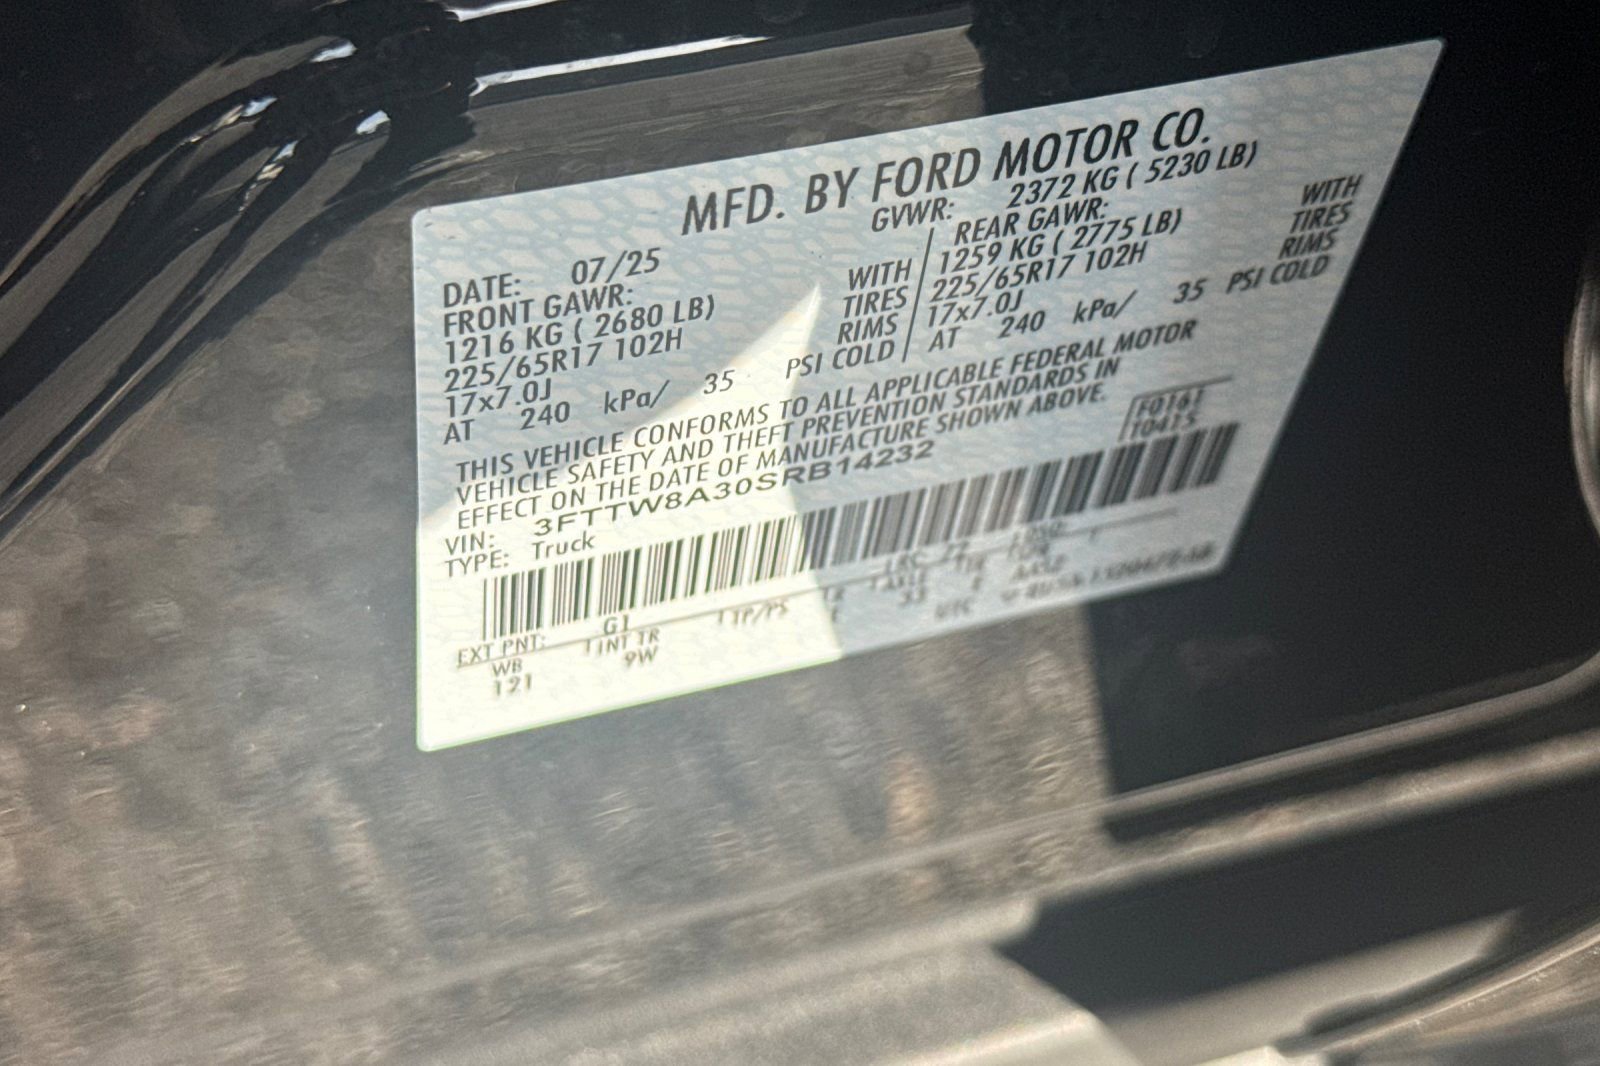 MFD. BY FORD MOTOR CO.
DATE: 07/25 GVWR: 2372 KG ( 5230 LB)
FRONT GAWR: REAR GAWR:
1216 KG ( 2680 LB) WITH 1259 KG ( 2775 LB) WITH
225/65R17 102H TIRES 225/65R17 102H TIRES
17x7.0J RIMS 17x7.0J RIMS
AT 240 kPa/ 35 PSI COLD AT 240 kPa/ 35 PSI COLD
THIS VEHICLE CONFORMS TO ALL APPLICABLE FEDERAL MOTOR
VEHICLE SAFETY AND THEFT PREVENTION STANDARDS IN
EFFECT ON THE DATE OF MANUFACTURE SHOWN ABOVE.
VIN: 3FTTW8A30SRB14232
TYPE: Truck
F0161
T0415
EXT PNT: G1
WB INT TR TP/PS
121 9W